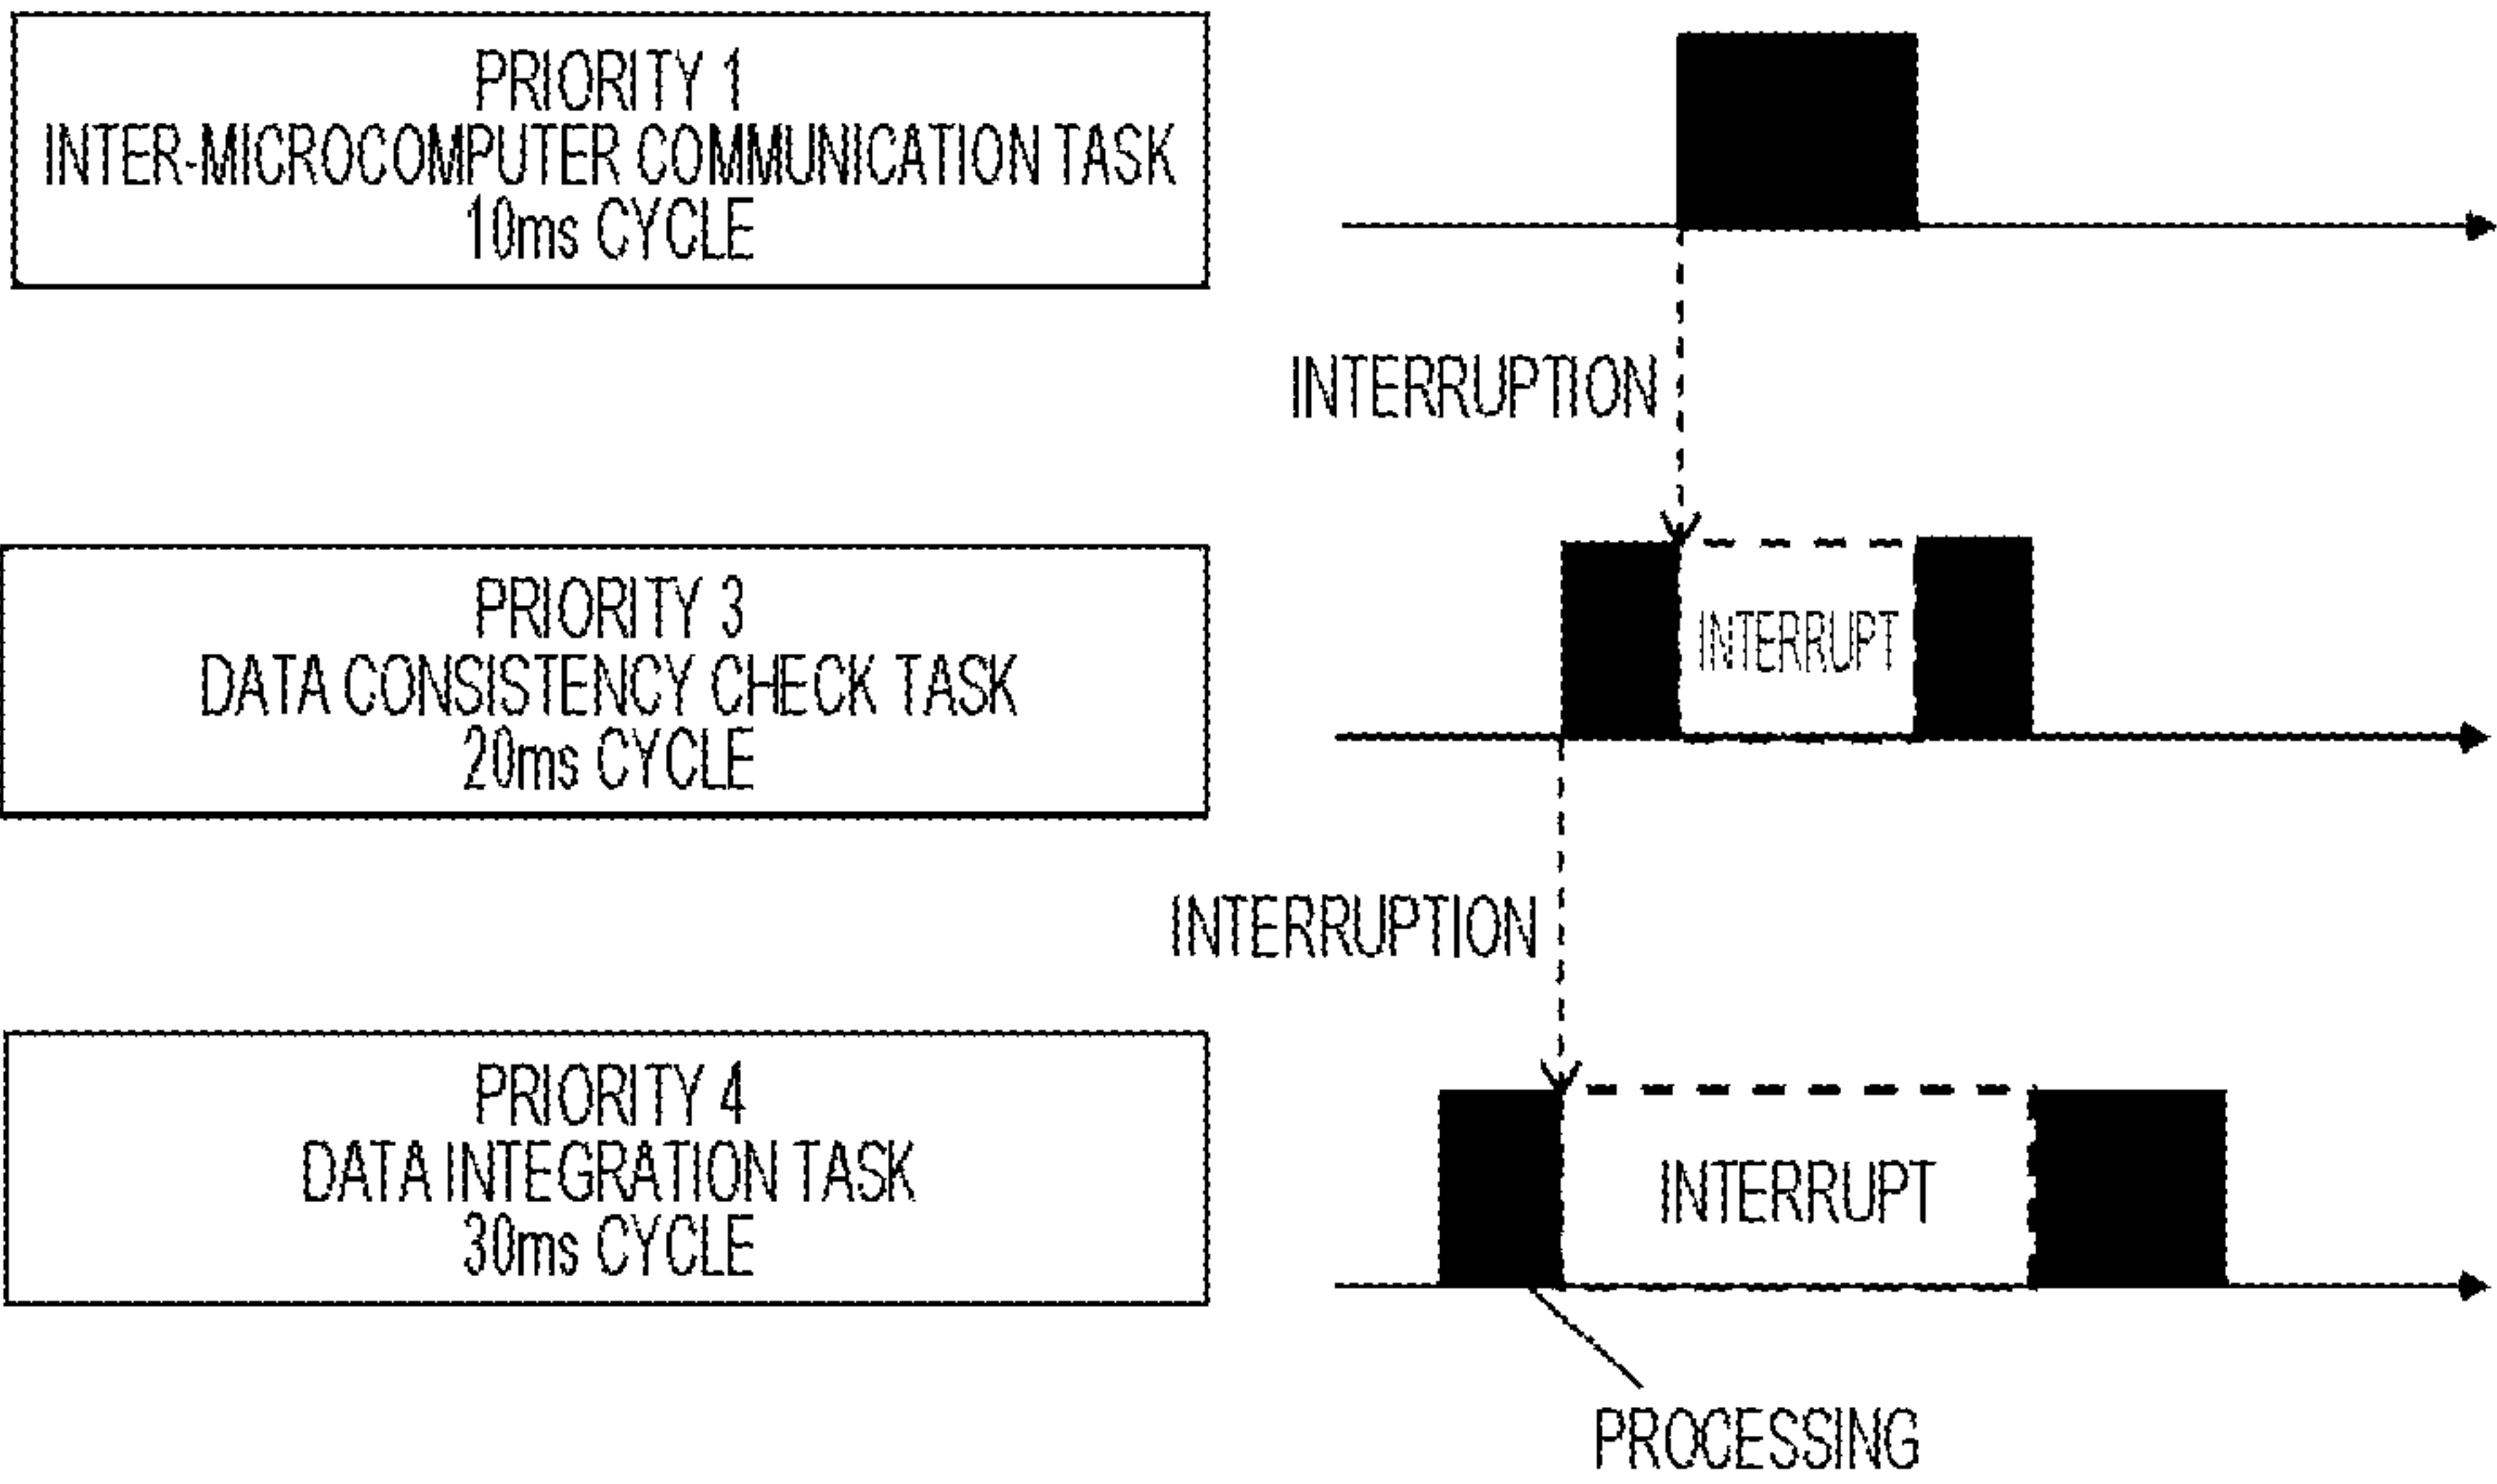 PRIORITY 1
INTER-MICROCOMPUTER COMMUNICATION TASK
10ms CYCLE
INTERRUPTION
PRIORITY 3
DATA CONSISTENCY CHECK TASK
20ms CYCLE
INTERRUPT
INTERRUPTION
PRIORITY 4
DATA INTEGRATION TASK
30ms CYCLE
INTERRUPT
PROCESSING